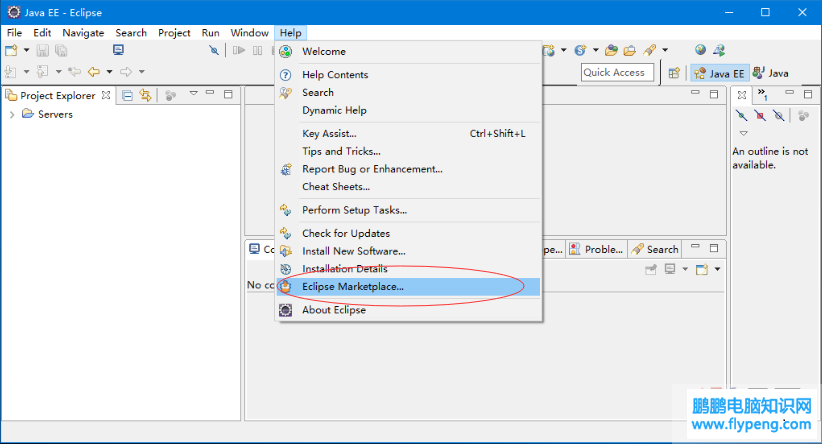 Java EE - Eclipse
File Edit Navigate Search Project Run Window Help
Quick Access
Java EE
Java
Project Explorer
Servers
Welcome
Help Contents
Search
Dynamic Help
Key Assist... Ctrl+Shift+L
Tips and Tricks...
Report Bug or Enhancement...
Cheat Sheets...
Perform Setup Tasks...
Check for Updates
Install New Software...
Installation Details
Eclipse Marketplace...
About Eclipse
1
An outline is not
available.
Co
pe...
Proble...
Search
No co
鹏鹏电脑知识网
www.flypeng.com